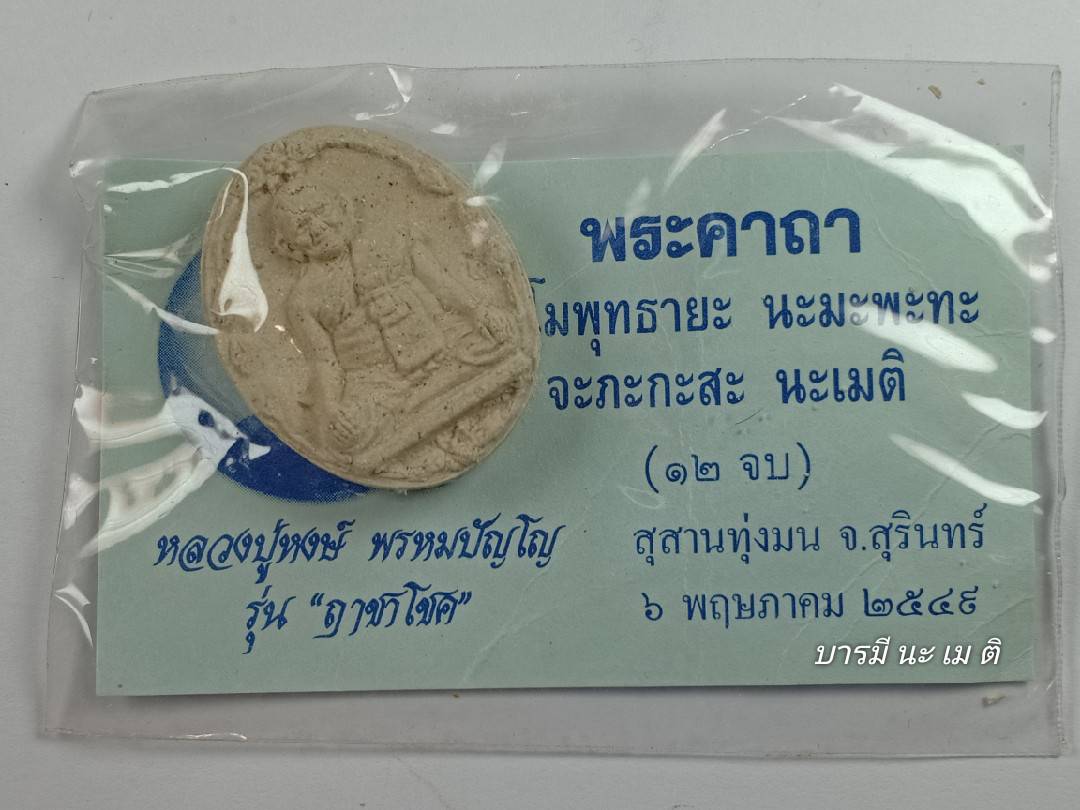 พระคาถา
โมพุทธายะ นะมะพะทะ
จะภะกะสะ นะเมติ
(๑๒ จบ)
หลวงปู่หงษ์ พรหมปัญโญ
รุ่น "ฤาชาโชค"
สุสานทุ่งมน จ.สุรินทร์
๖ พฤษภาคม ๒๕๔๙
บารมี นะ เม ติ